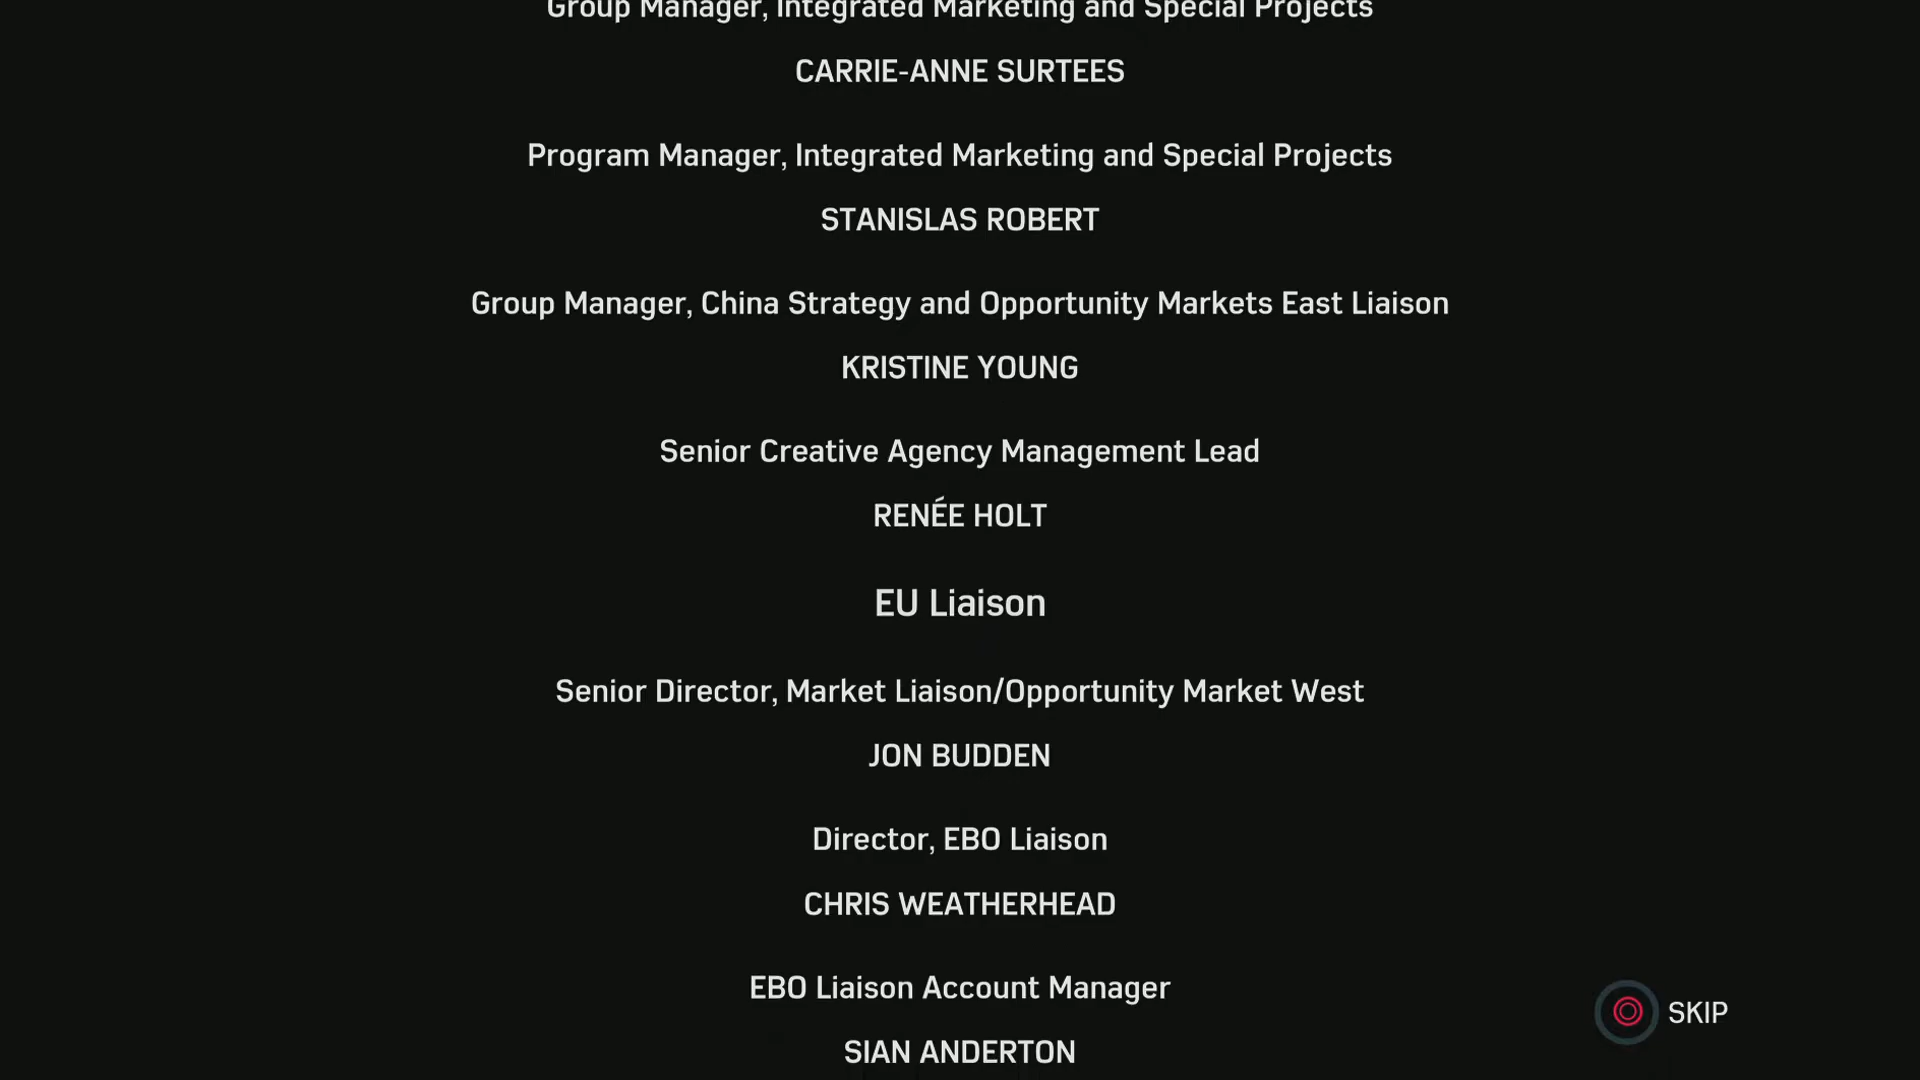 Group Manager, Integrated Marketing and Special Projects
CARRIE-ANNE SURTEES
Program Manager, Integrated Marketing and Special Projects
STANISLAS ROBERT
Group Manager, China Strategy and Opportunity Markets East Liaison
KRISTINE YOUNG
Senior Creative Agency Management Lead
RENÉE HOLT
EU Liaison
Senior Director, Market Liaison/Opportunity Market West
JON BUDDEN
Director, EBO Liaison
CHRIS WEATHERHEAD
EBO Liaison Account Manager
SKIP
SIAN ANDERTON